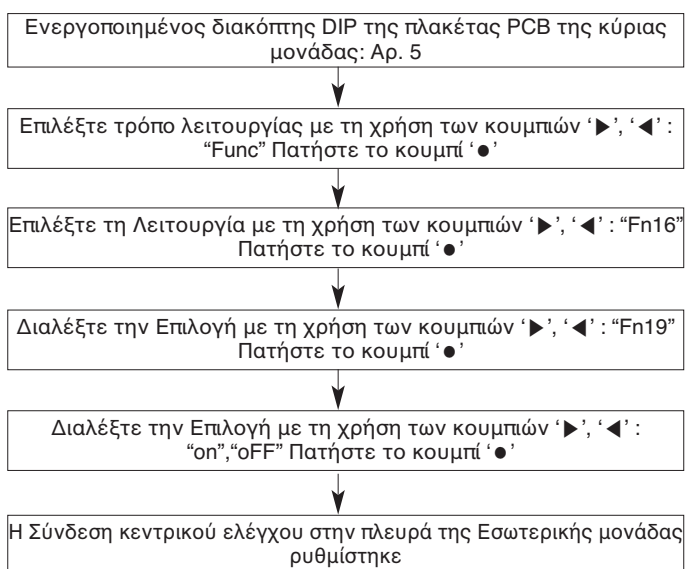 Ενεργοποιημένος διακόπτης DIP της πλακέτας PCB της κύριας
μονάδας: Αρ. 5
Επιλέξτε τρόπο λειτουργίας με τη χρήση των κουμπιών ‘▶’, ‘◀’ :
“Func” Πατήστε το κουμπί ‘●’
Επιλέξτε τη Λειτουργία με τη χρήση των κουμπιών ‘▶’, ‘◀’ : “Fn16”
Πατήστε το κουμπί ‘●’
Διαλέξτε την Επιλογή με τη χρήση των κουμπιών ‘▶’, ‘◀’ : “Fn19”
Πατήστε το κουμπί ‘●’
Διαλέξτε την Επιλογή με τη χρήση των κουμπιών ‘▶’, ‘◀’ :
“on”,“oFF” Πατήστε το κουμπί ‘●’
Η Σύνδεση κεντρικού ελέγχου στην πλευρά της Εσωτερικής μονάδας
ρυθμίστηκε